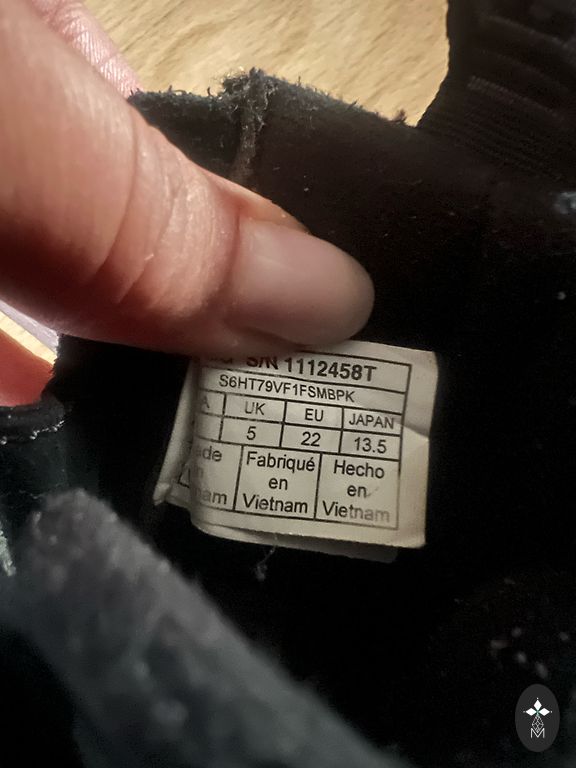 S/N 1112458T
S6HT79VF1FSMBPK
A UK EU JAPAN
5 22 13.5
Fabriqué Hecho
en en
Vietnam Vietnam
M